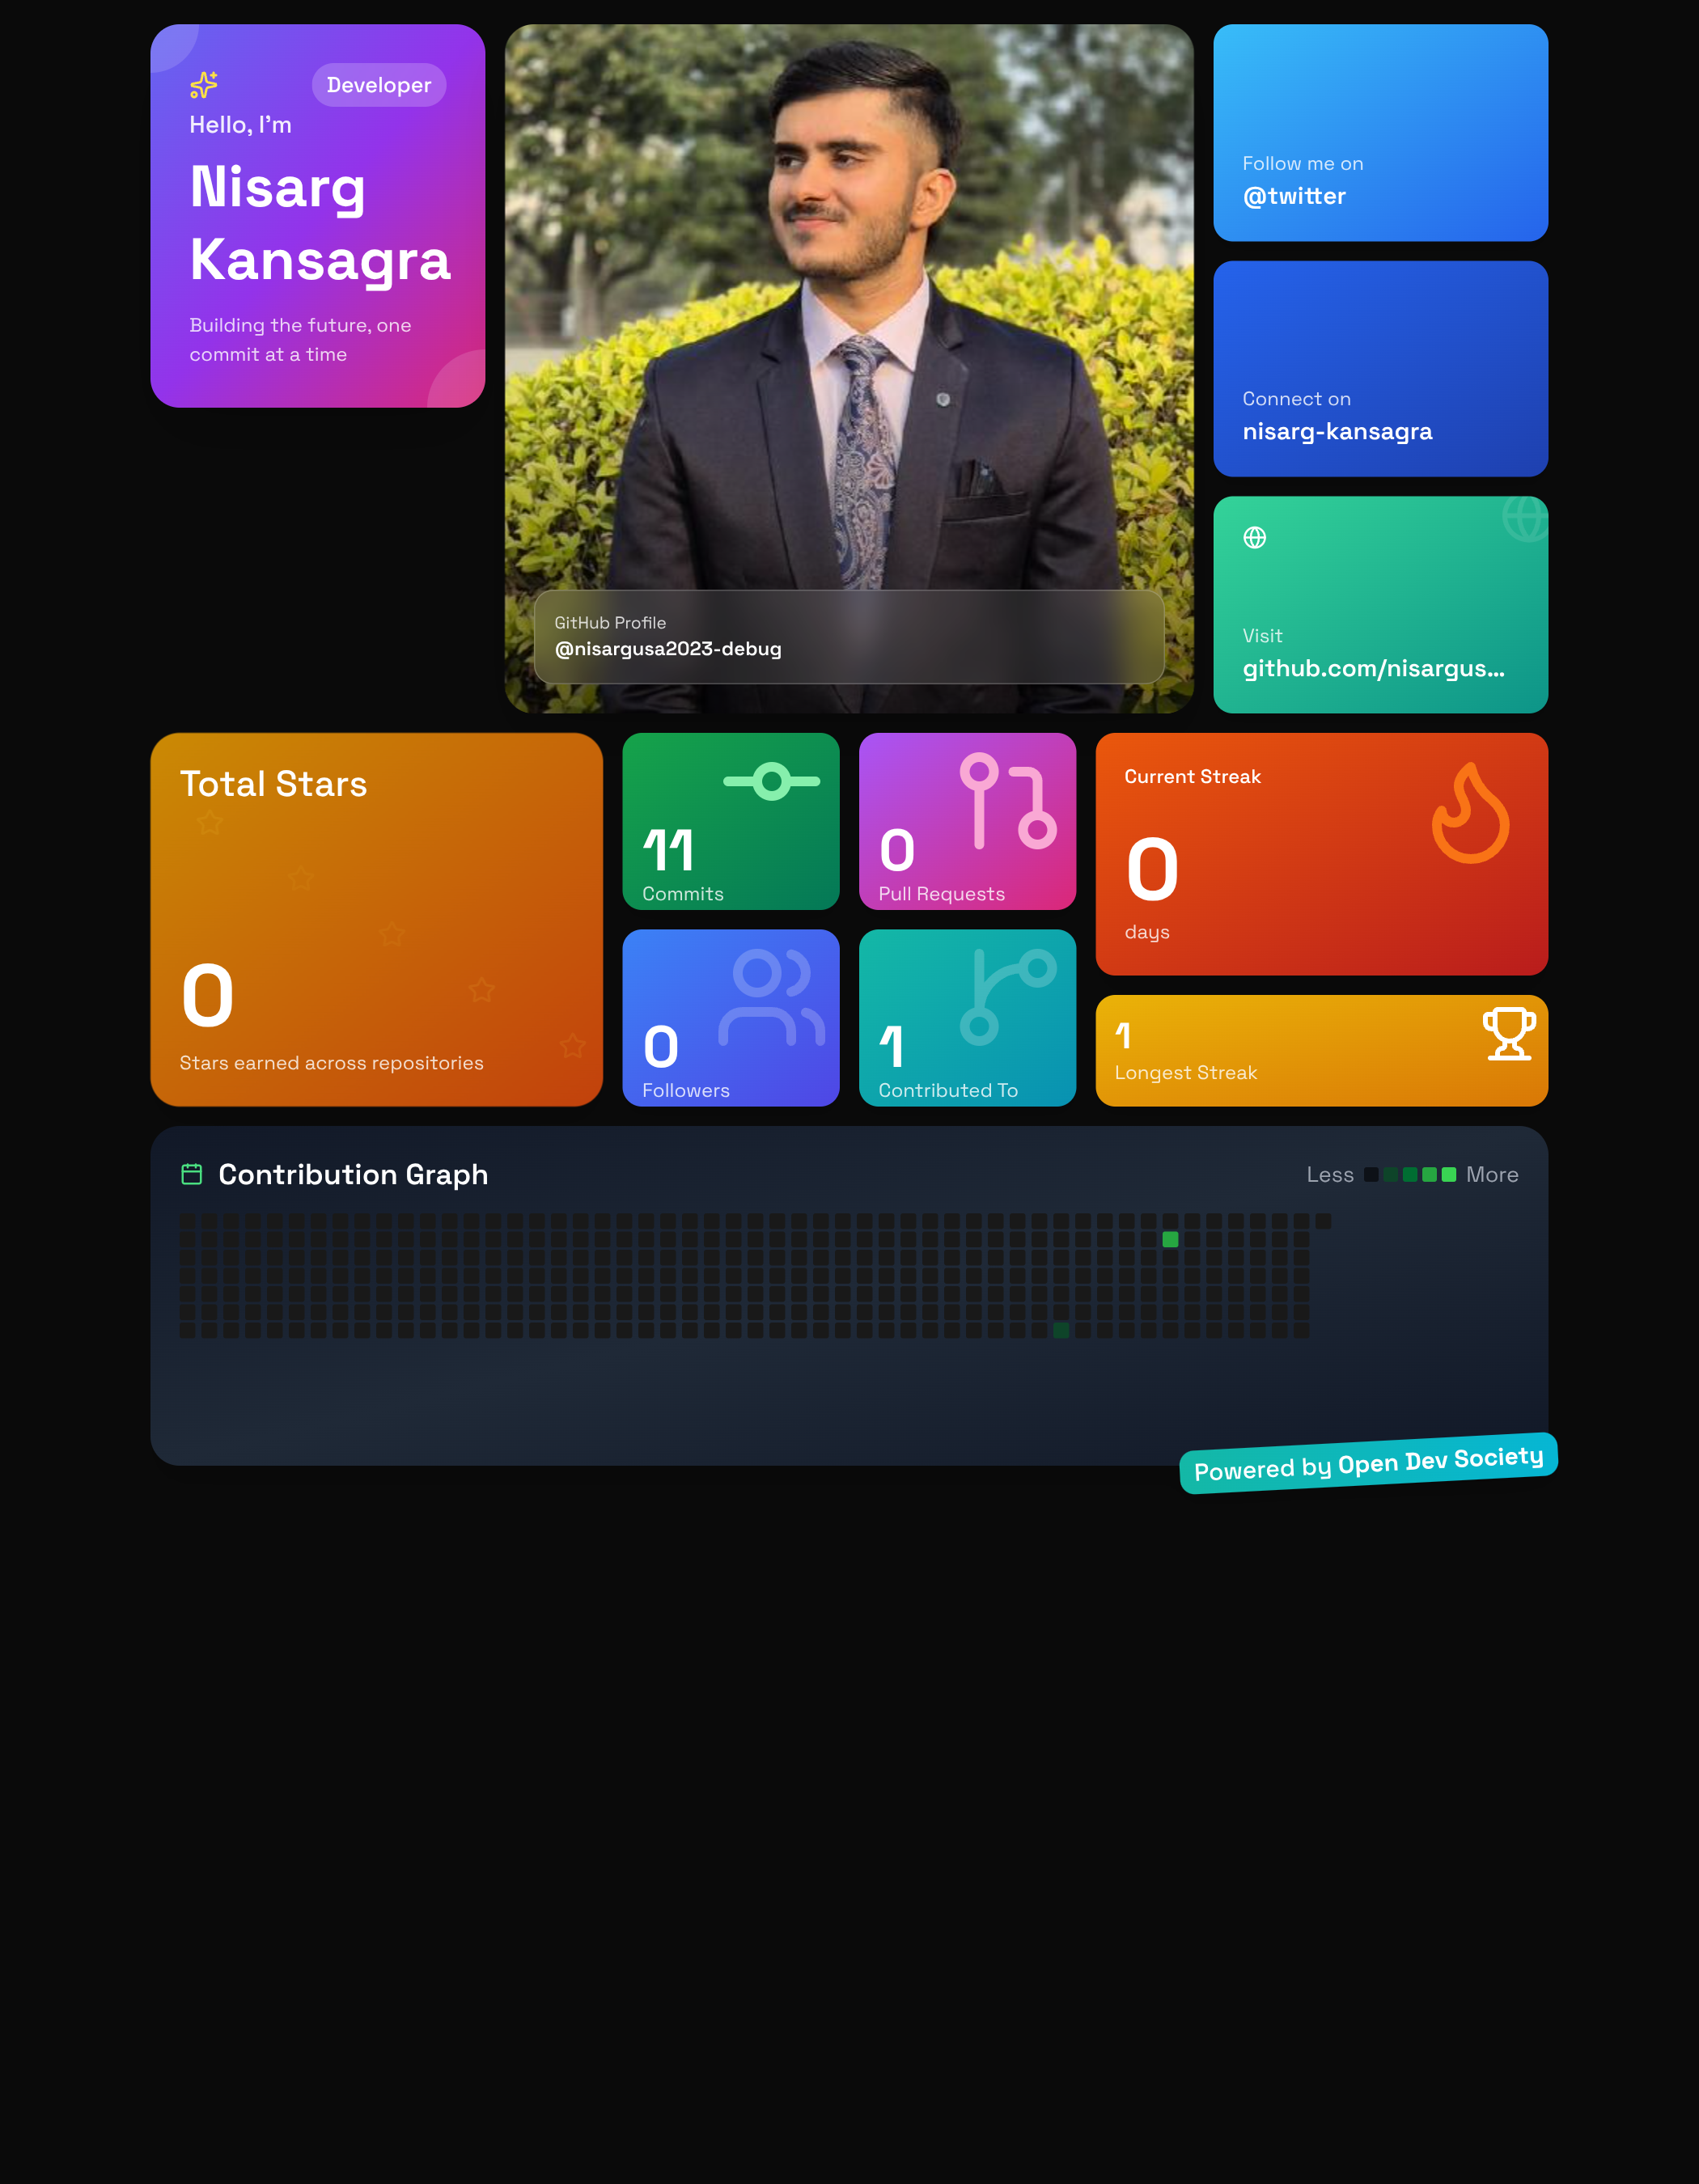 Developer
Hello, I'm
Nisarg
Kansagra
Building the future, one
commit at a time
GitHub Profile
@nisargusa2023-debug
Follow me on
@twitter
Connect on
nisarg-kansagra
Visit
github.com/nisargus...
Total Stars
0
Stars earned across repositories
11
Commits
0
Pull Requests
0
Followers
1
Contributed To
Current Streak
0
days
1
Longest Streak
Contribution Graph
Less
More
Powered by Open Dev Society